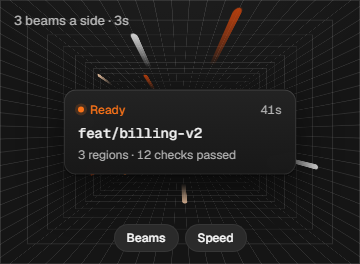 3 beams a side · 3s
Ready 41s
feat/billing-v2
3 regions · 12 checks passed
Beams Speed